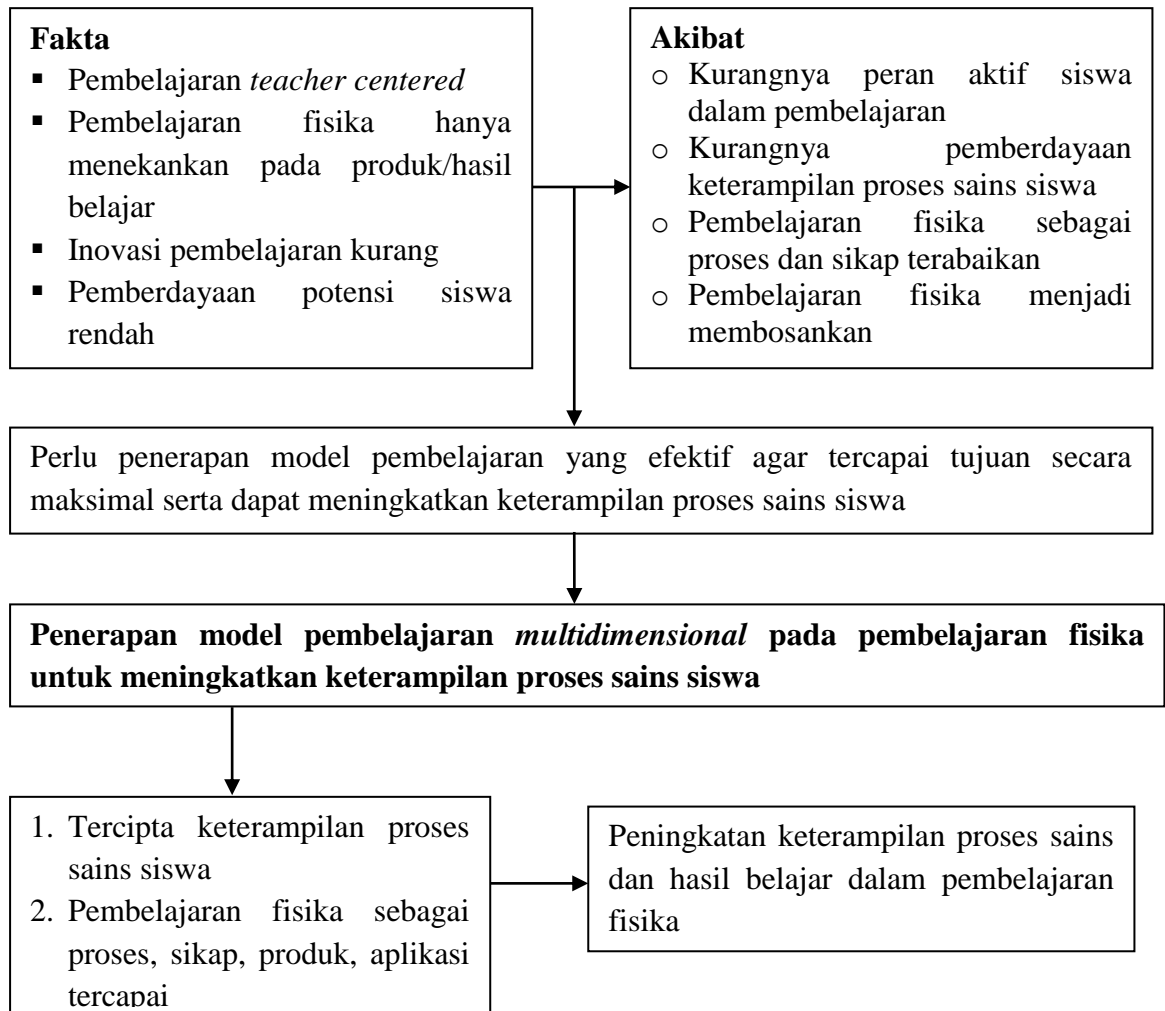 Fakta
▪ Pembelajaran teacher centered
▪ Pembelajaran fisika hanya
menekankan pada produk/hasil
belajar
▪ Inovasi pembelajaran kurang
▪ Pemberdayaan potensi siswa
rendah
Akibat
o Kurangnya peran aktif siswa
dalam pembelajaran
o Kurangnya pemberdayaan
keterampilan proses sains siswa
o Pembelajaran fisika sebagai
proses dan sikap terabaikan
o Pembelajaran fisika menjadi
membosankan
Perlu penerapan model pembelajaran yang efektif agar tercapai tujuan secara
maksimal serta dapat meningkatkan keterampilan proses sains siswa
Penerapan model pembelajaran multidimensional pada pembelajaran fisika
untuk meningkatkan keterampilan proses sains siswa
1. Tercipta keterampilan proses
sains siswa
2. Pembelajaran fisika sebagai
proses, sikap, produk, aplikasi
tercapai
Peningkatan keterampilan proses sains
dan hasil belajar dalam pembelajaran
fisika